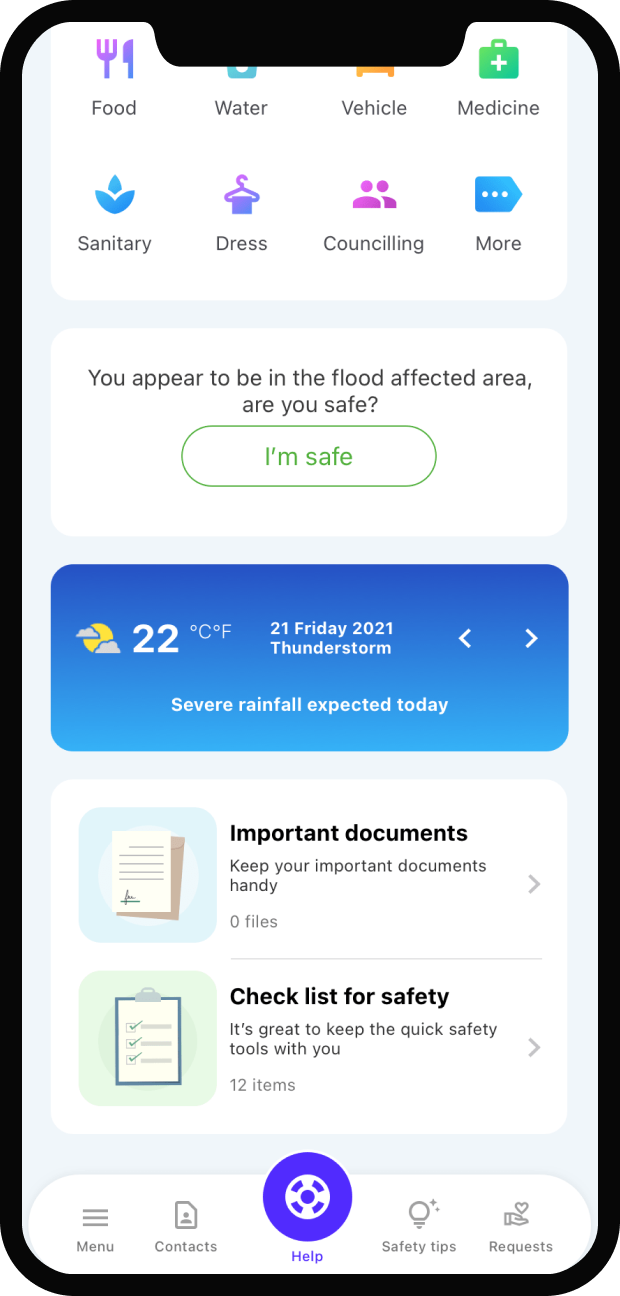 Food Water Vehicle Medicine
Sanitary Dress Councilling More
You appear to be in the flood affected area,
are you safe?
I'm safe
22 °C°F
21 Friday 2021
Thunderstorm
Severe rainfall expected today
Important documents
Keep your important documents
handy
0 files
Check list for safety
It's great to keep the quick safety
tools with you
12 items
Menu Contacts Help Safety tips Requests